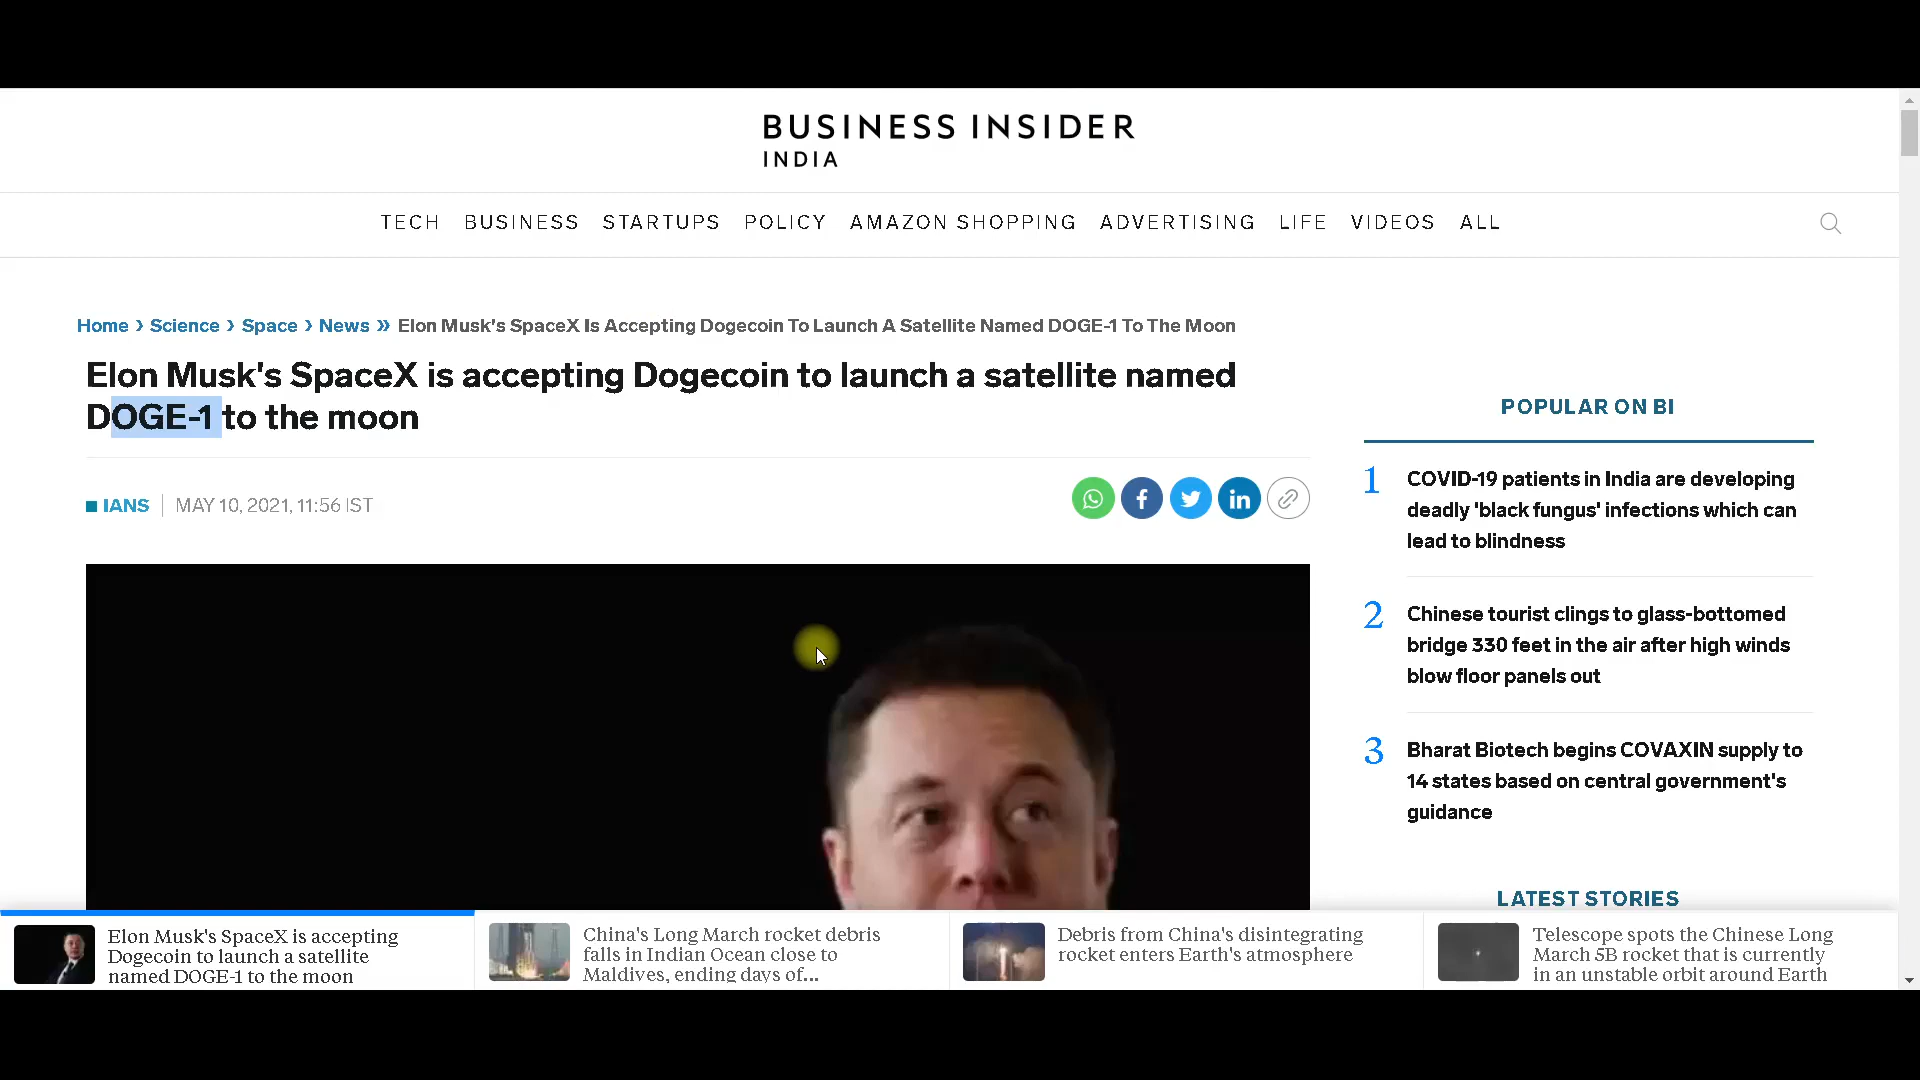 BUSINESS INSIDER
INDIA
TECH BUSINESS STARTUPS POLICY AMAZON SHOPPING ADVERTISING LIFE VIDEOS ALL
Home › Science › Space › News » Elon Musk's SpaceX Is Accepting Dogecoin To Launch A Satellite Named DOGE-1 To The Moon
Elon Musk's SpaceX is accepting Dogecoin to launch a satellite named
DOGE-1 to the moon
IANS MAY 10, 2021, 11:56 IST
POPULAR ON BI
1 COVID-19 patients in India are developing
deadly 'black fungus' infections which can
lead to blindness
2 Chinese tourist clings to glass-bottomed
bridge 330 feet in the air after high winds
blow floor panels out
3 Bharat Biotech begins COVAXIN supply to
14 states based on central government's
guidance
LATEST STORIES
Elon Musk's SpaceX is accepting
Dogecoin to launch a satellite
named DOGE-1 to the moon
China's Long March rocket debris
falls in Indian Ocean close to
Maldives, ending days of...
Debris from China's disintegrating
rocket enters Earth's atmosphere
Telescope spots the Chinese Long
March 5B rocket that is currently
in an unstable orbit around Earth